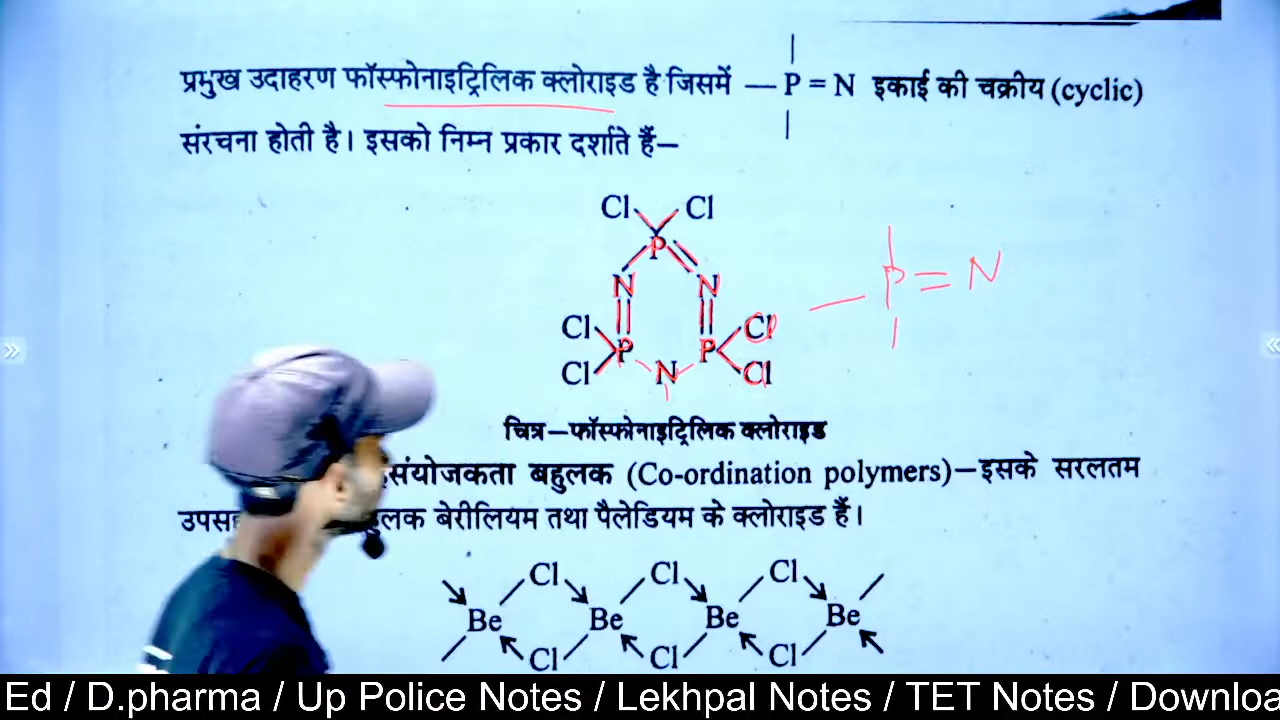 |
प्रमुख उदाहरण फॉस्फोनाइट्रिलिक क्लोराइड है जिसमें — P = N इकाई की चक्रीय (cyclic)
|
संरचना होती है। इसको निम्न प्रकार दर्शाते हैं—
Cl Cl
P
N N
Cl P P Cl
Cl N Cl
— P = N
चित्र—फॉस्फोनाइट्रिलिक क्लोराइड
संयोजकता बहुलक (Co-ordination polymers)—इसके सरलतम
बेरीलियम तथा पैलेडियम के क्लोराइड हैं।
Cl Cl Cl
Be Be Be Be
Cl Cl Cl
Ed / D.pharma / Up Police Notes / Lekhpal Notes / TET Notes / Downloa